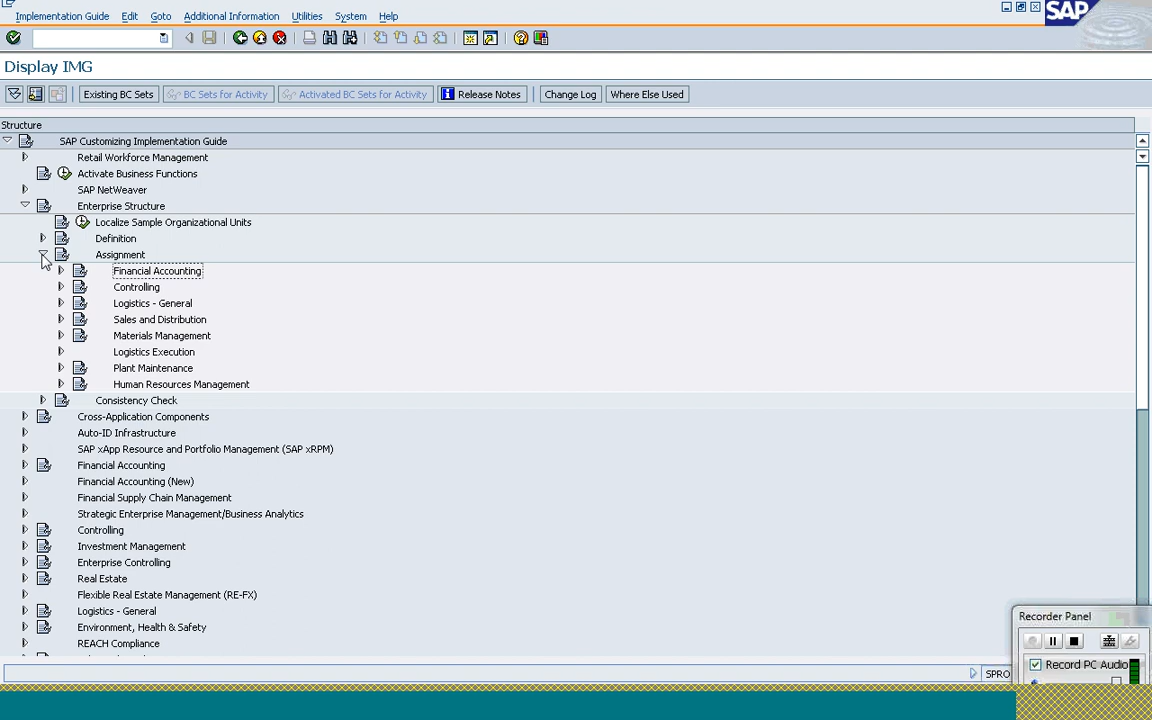 Implementation Guide Edit Goto Additional Information Utilities System Help
SAP
Display IMG
Existing BC Sets BC Sets for Activity Activated BC Sets for Activity Release Notes Change Log Where Else Used
Structure
SAP Customizing Implementation Guide
Retail Workforce Management
Activate Business Functions
SAP NetWeaver
Enterprise Structure
Localize Sample Organizational Units
Definition
Assignment
Financial Accounting
Controlling
Logistics - General
Sales and Distribution
Materials Management
Logistics Execution
Plant Maintenance
Human Resources Management
Consistency Check
Cross-Application Components
Auto-ID Infrastructure
SAP xApp Resource and Portfolio Management (SAP xRPM)
Financial Accounting
Financial Accounting (New)
Financial Supply Chain Management
Strategic Enterprise Management/Business Analytics
Controlling
Investment Management
Enterprise Controlling
Real Estate
Flexible Real Estate Management (RE-FX)
Logistics - General
Environment, Health & Safety
REACH Compliance
Recorder Panel
Record PC Audio
SPRO